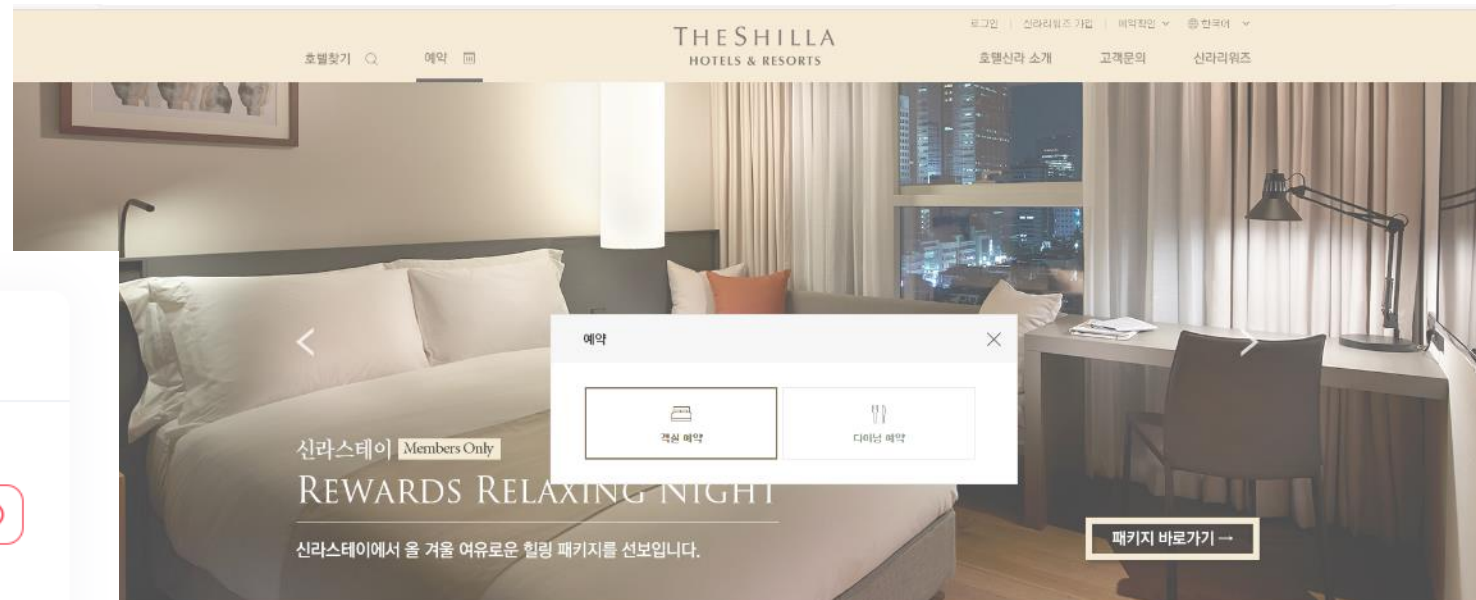 로그인 | 신라리워즈 가입 | 예약확인 한국어
호텔찾기 예약
THE SHILLA
HOTELS & RESORTS
호텔신라 소개 고객문의 신라리워즈
예약
객실 예약 다이닝 예약
신라스테이 Members Only
REWARDS RELAXING NIGHT
신라스테이에서 올 겨울 여유로운 힐링 패키지를 선보입니다.
패키지 바로가기 →